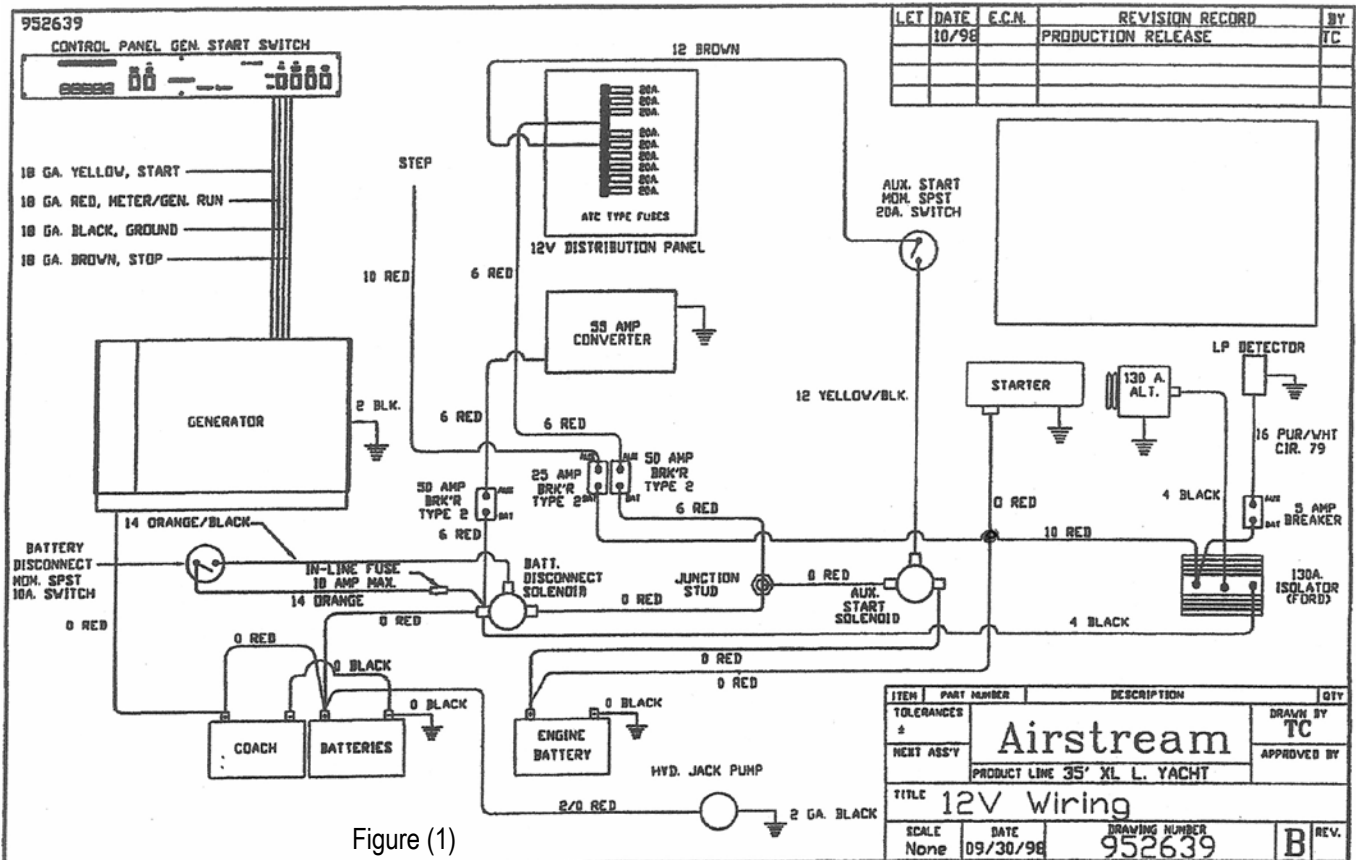 952639
CONTROL PANEL GEN. START SWITCH
LET DATE E.C.N. REVISION RECORD BY
10/98 PRODUCTION RELEASE TC
12 BROWN
20A.
20A.
20A.
20A.
20A.
20A.
20A.
20A.
20A.
ATC TYPE FUSES
12V DISTRIBUTION PANEL
STEP
18 GA. YELLOW, START
18 GA. RED, METER/GEN. RUN
18 GA. BLACK, GROUND
18 GA. BROWN, STOP
AUX. START
MOM. SPST
20A. SWITCH
10 RED
6 RED
55 AMP
CONVERTER
GENERATOR
2 BLK.
6 RED
6 RED
12 YELLOW/BLK.
STARTER
130 A.
ALT.
LP DETECTOR
16 PUR/WHT
CIR. 79
50 AMP
BRK'R
TYPE 2
AUX
BAT
25 AMP
BRK'R
TYPE 2
AUX
BAT
50 AMP
BRK'R
TYPE 2
AUX
BAT
6 RED
6 RED
0 RED
4 BLACK
AUX
BAT
5 AMP
BREAKER
10 RED
14 ORANGE/BLACK
BATTERY
DISCONNECT
MOM. SPST
10A. SWITCH
IN-LINE FUSE
10 AMP MAX.
14 ORANGE
BATT.
DISCONNECT
SOLENOID
JUNCTION
STUD
0 RED
0 RED
AUX.
START
SOLENOID
130A.
ISOLATOR
(FORD)
4 BLACK
0 RED
0 RED
0 RED
0 BLACK
0 BLACK
0 RED
0 RED
0 BLACK
COACH
BATTERIES
ENGINE
BATTERY
HYD. JACK PUMP
2/0 RED
2 GA. BLACK
Figure (1)
ITEM PART NUMBER DESCRIPTION QTY
TOLERANCES
±
NEXT ASS'Y
Airstream
PRODUCT LINE 35' XL L. YACHT
DRAWN BY
TC
APPROVED BY
TITLE 12V Wiring
SCALE
None
DATE
09/30/98
DRAWING NUMBER
952639
B
REV.